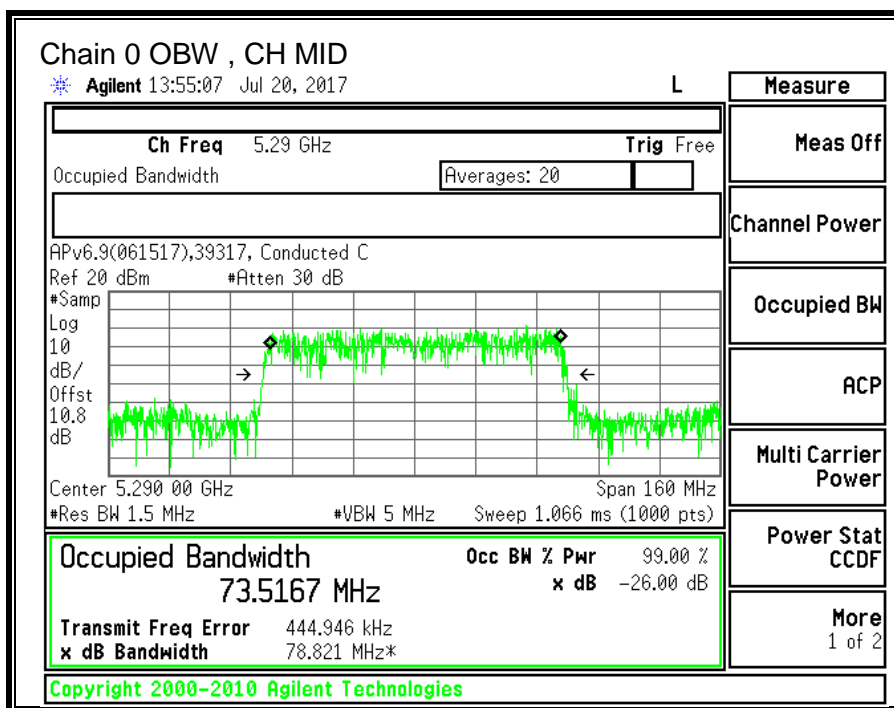 Chain 0 OBW , CH MID
Agilent 13:55:07 Jul 20, 2017 L
Measure
Ch Freq 5.29 GHz Trig Free
Meas Off
Occupied Bandwidth Averages: 20
Channel Power
APv6.9(061517),39317, Conducted C
Ref 20 dBm #Atten 30 dB
#Samp
Log
10
dB/
Offst
10.8
dB
Occupied BW
ACP
Multi Carrier
Power
Center 5.290 00 GHz Span 160 MHz
#Res BW 1.5 MHz #VBW 5 MHz Sweep 1.066 ms (1000 pts)
Power Stat
CCDF
Occupied Bandwidth Occ BW % Pwr 99.00 %
73.5167 MHz x dB -26.00 dB
Transmit Freq Error 444.946 kHz
x dB Bandwidth 78.821 MHz*
More
1 of 2
Copyright 2000-2010 Agilent Technologies